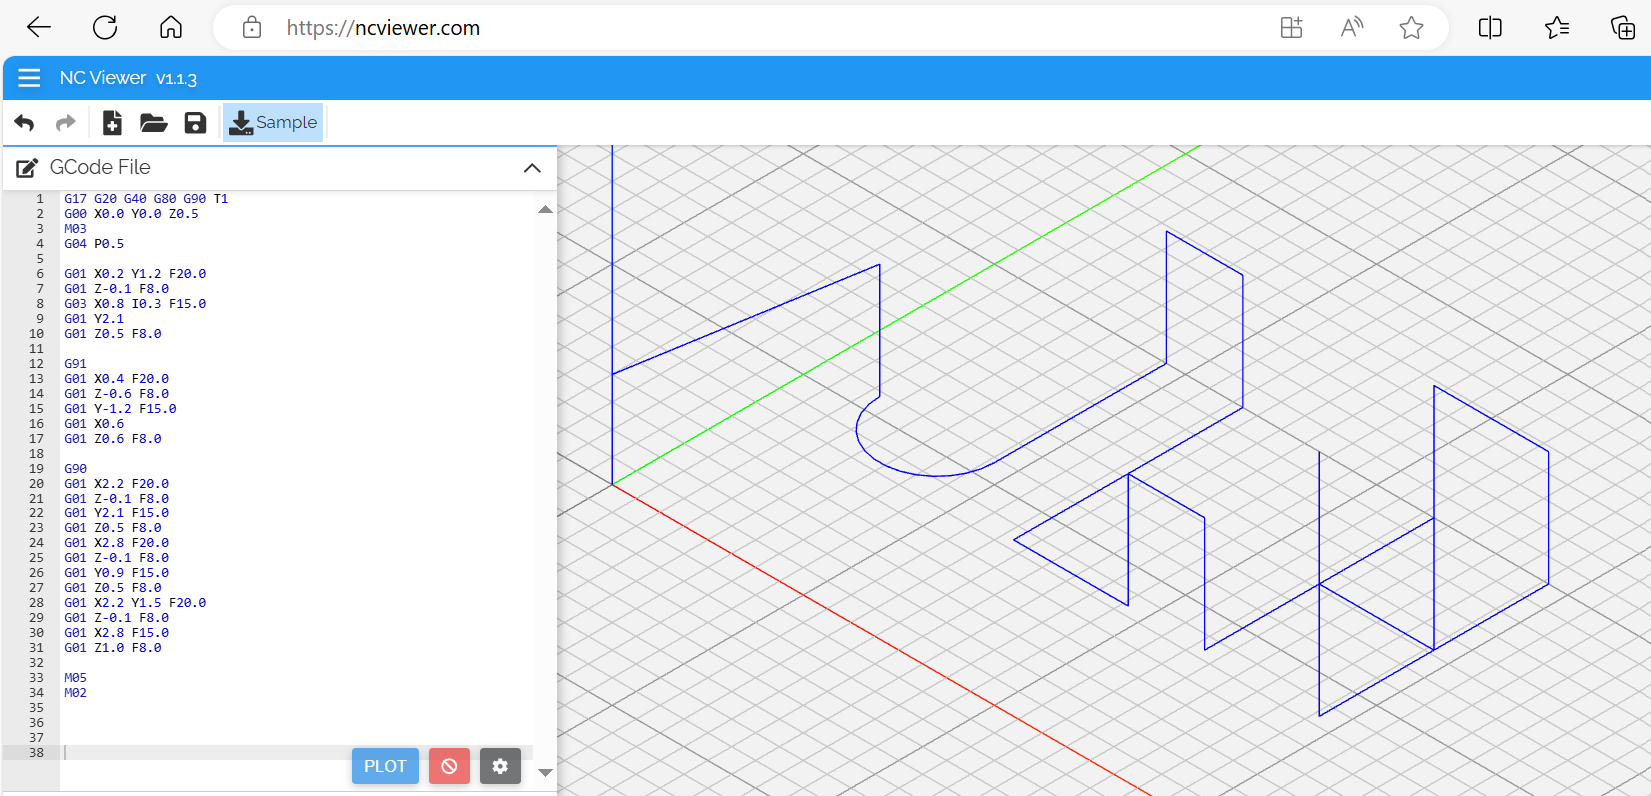 https://ncviewer.com
NC Viewer v1.1.3
Sample
GCode File
1 G17 G20 G40 G80 G90 T1
2 G00 X0.0 Y0.0 Z0.5
3 M03
4 G04 P0.5
5
6 G01 X0.2 Y1.2 F20.0
7 G01 Z-0.1 F8.0
8 G03 X0.8 I0.3 F15.0
9 G01 Y2.1
10 G01 Z0.5 F8.0
11
12 G91
13 G01 X0.4 F20.0
14 G01 Z-0.6 F8.0
15 G01 Y-1.2 F15.0
16 G01 X0.6
17 G01 Z0.6 F8.0
18
19 G90
20 G01 X2.2 F20.0
21 G01 Z-0.1 F8.0
22 G01 Y2.1 F15.0
23 G01 Z0.5 F8.0
24 G01 X2.8 F20.0
25 G01 Z-0.1 F8.0
26 G01 Y0.9 F15.0
27 G01 Z0.5 F8.0
28 G01 X2.2 Y1.5 F20.0
29 G01 Z-0.1 F8.0
30 G01 X2.8 F15.0
31 G01 Z1.0 F8.0
32
33 M05
34 M02
35
36
37
38
PLOT